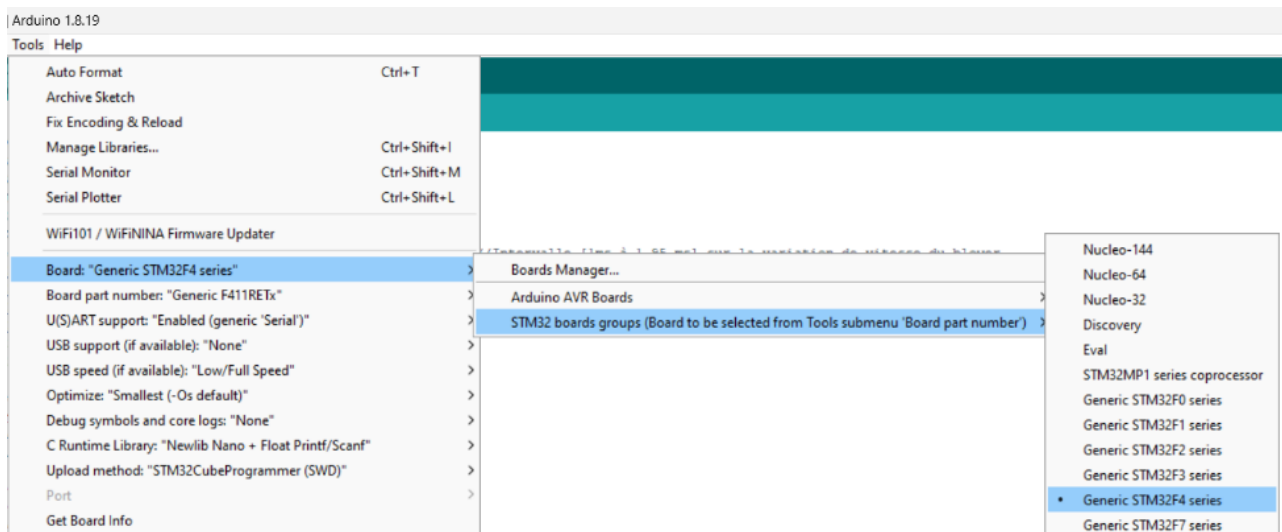 Arduino 1.8.19
Tools Help
Auto Format Ctrl+T
Archive Sketch
Fix Encoding & Reload
Manage Libraries... Ctrl+Shift+I
Serial Monitor Ctrl+Shift+M
Serial Plotter Ctrl+Shift+L
WiFi101 / WiFiNINA Firmware Updater
Board: "Generic STM32F4 series"
Board part number: "Generic F411RETx"
U(S)ART support: "Enabled (generic 'Serial')"
USB support (if available): "None"
USB speed (if available): "Low/Full Speed"
Optimize: "Smallest (-Os default)"
Debug symbols and core logs: "None"
C Runtime Library: "Newlib Nano + Float Printf/Scanf"
Upload method: "STM32CubeProgrammer (SWD)"
Port
Get Board Info
Boards Manager...
Arduino AVR Boards
STM32 boards groups (Board to be selected from Tools submenu 'Board part number')
Nucleo-144
Nucleo-64
Nucleo-32
Discovery
Eval
STM32MP1 series coprocessor
Generic STM32F0 series
Generic STM32F1 series
Generic STM32F2 series
Generic STM32F3 series
Generic STM32F4 series
Generic STM32F7 series